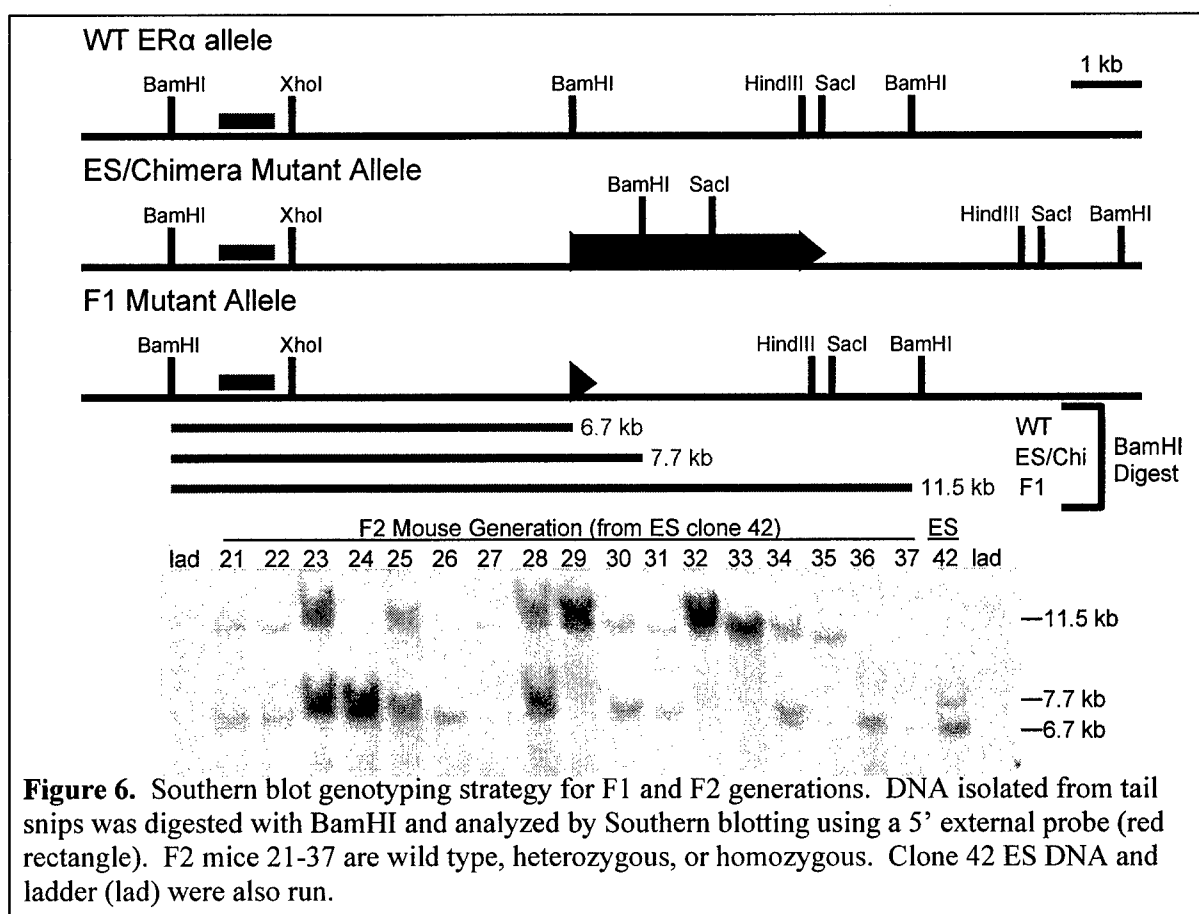 WT ERα allele
1 kb
BamHI XhoI BamHI HindIII SacI BamHI
ES/Chimera Mutant Allele
BamHI SacI
BamHI XhoI HindIII SacI BamHI
F1 Mutant Allele
BamHI XhoI HindIII SacI BamHI
6.7 kb WT
7.7 kb ES/Chi
11.5 kb F1
BamHI
Digest
F2 Mouse Generation (from ES clone 42) ES
lad 21 22 23 24 25 26 27 28 29 30 31 32 33 34 35 36 37 42 lad
11.5 kb
7.7 kb
6.7 kb
Figure 6. Southern blot genotyping strategy for F1 and F2 generations. DNA isolated from tail
snips was digested with BamHI and analyzed by Southern blotting using a 5’ external probe (red
rectangle). F2 mice 21-37 are wild type, heterozygous, or homozygous. Clone 42 ES DNA and
ladder (lad) were also run.